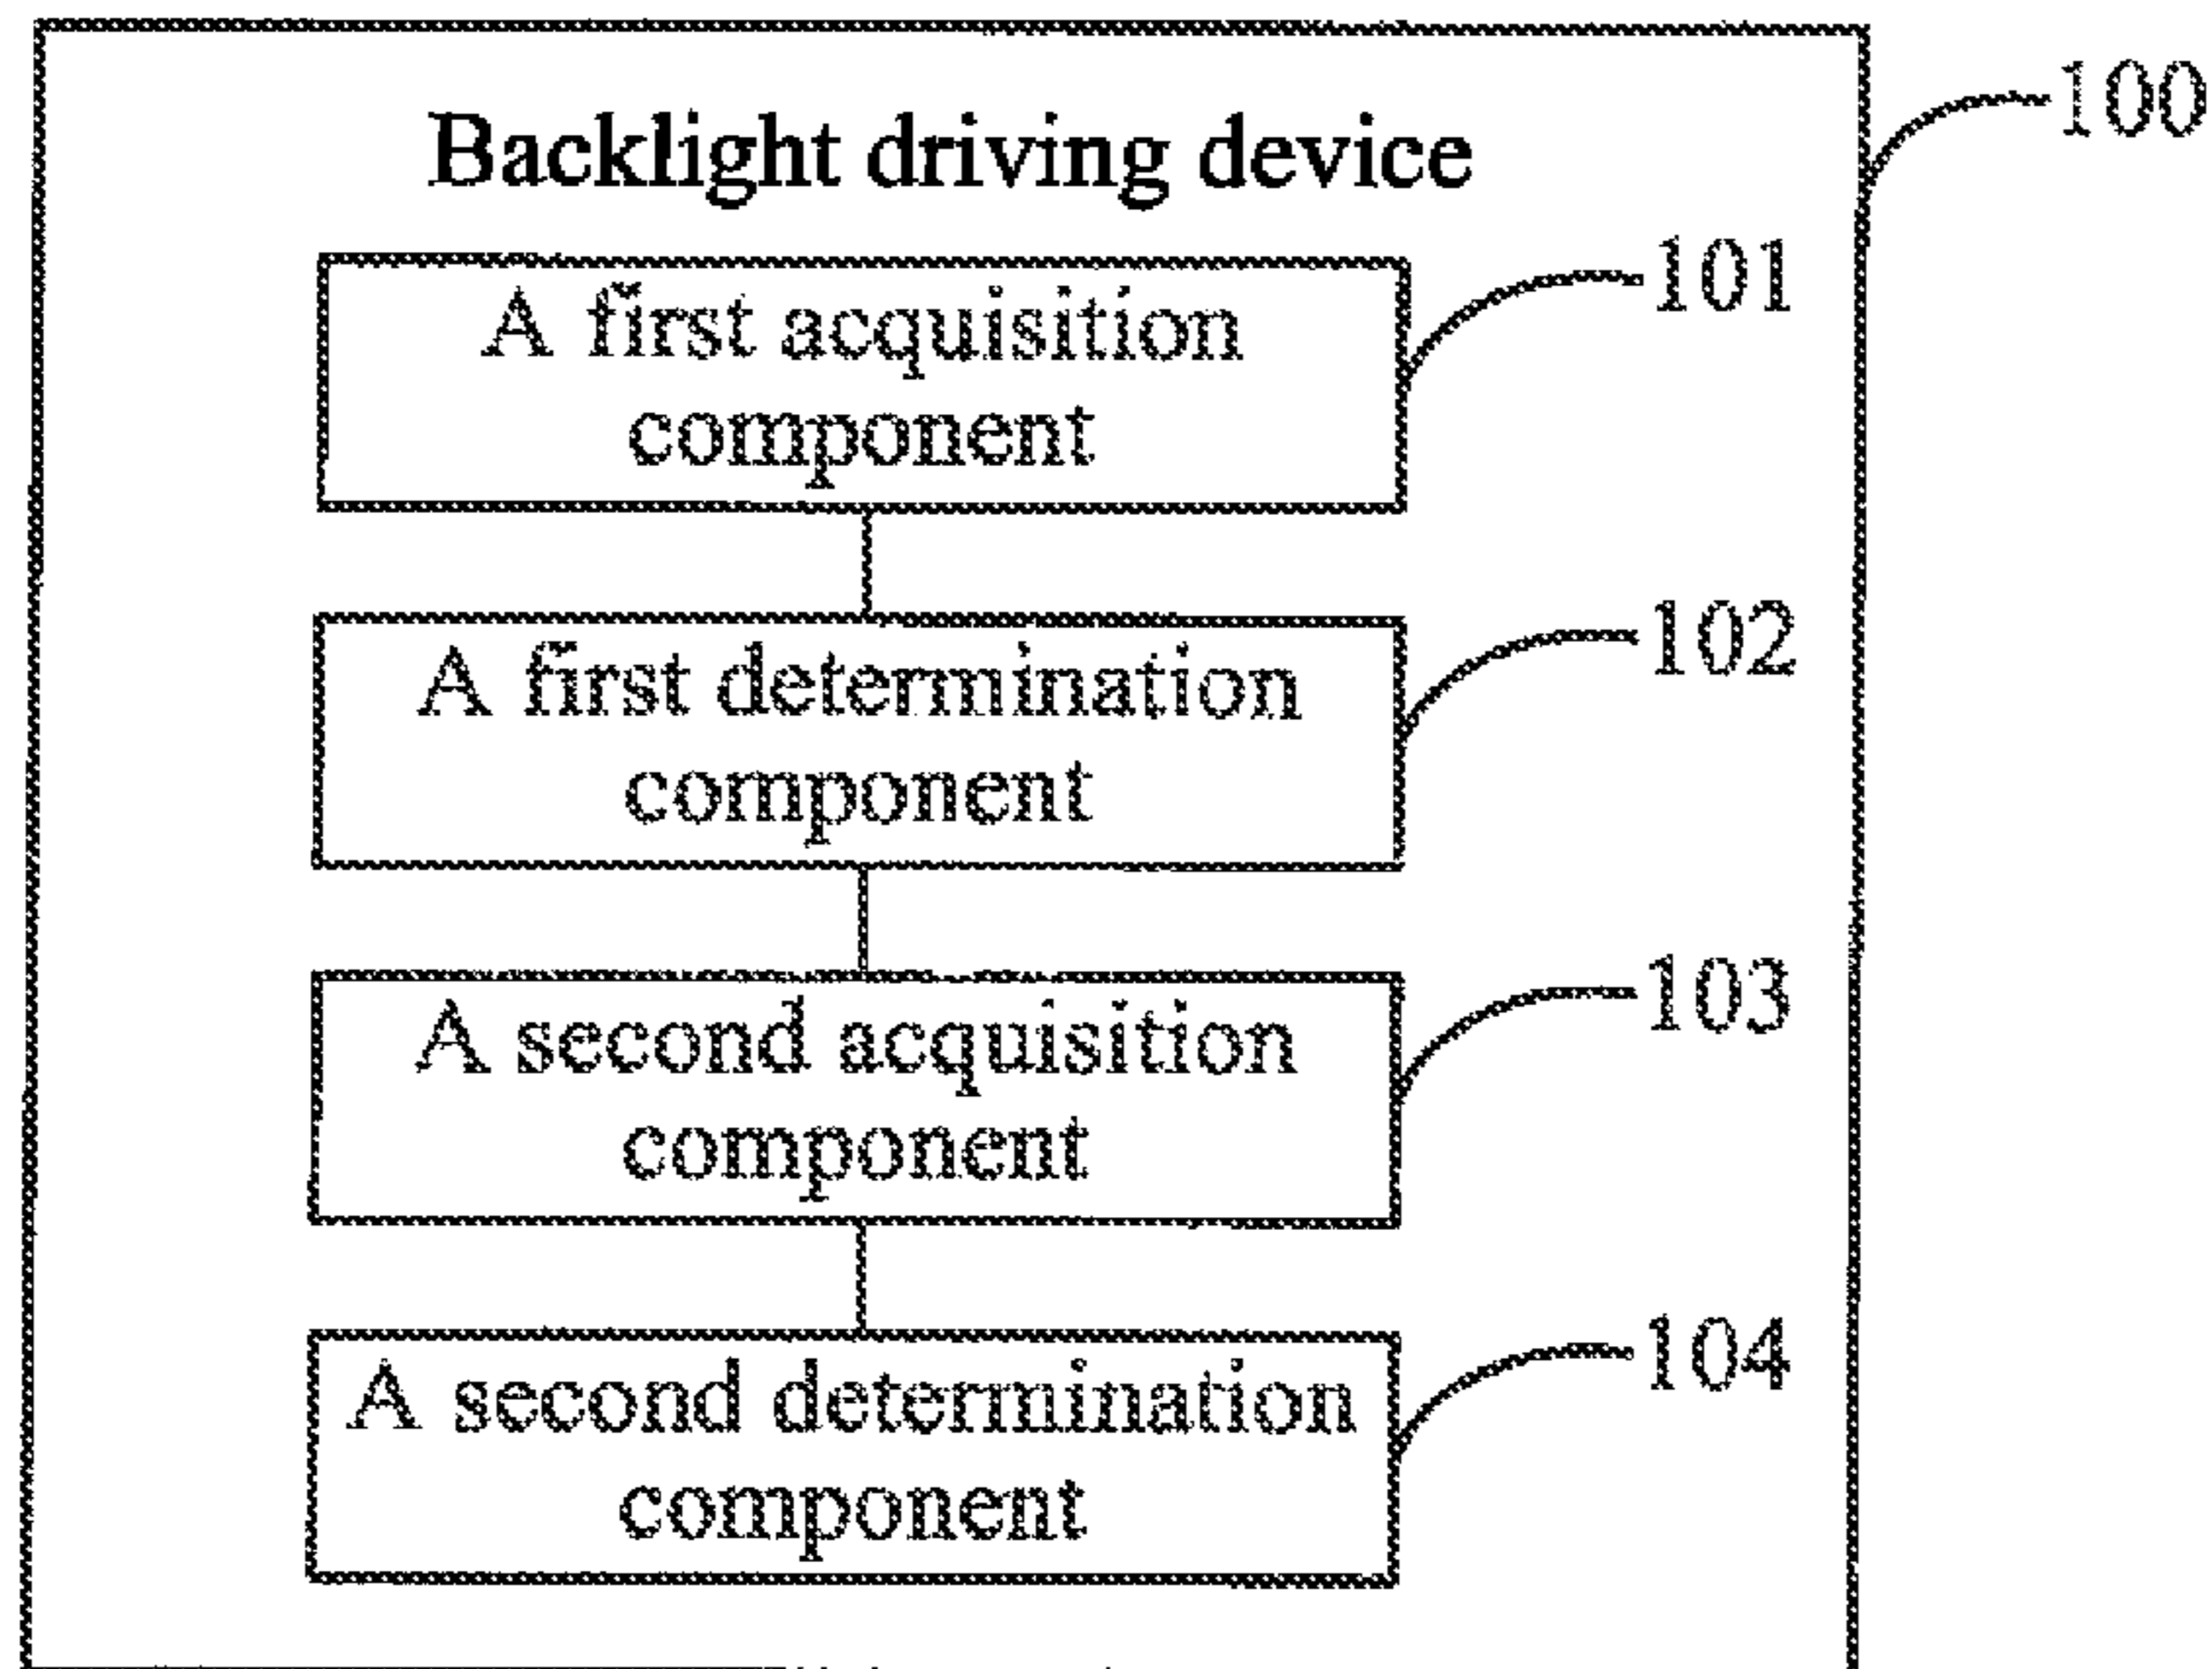 100
Backlight driving device
101
A first acquisition
component
102
A first determination
component
103
A second acquisition
component
104
A second determination
component